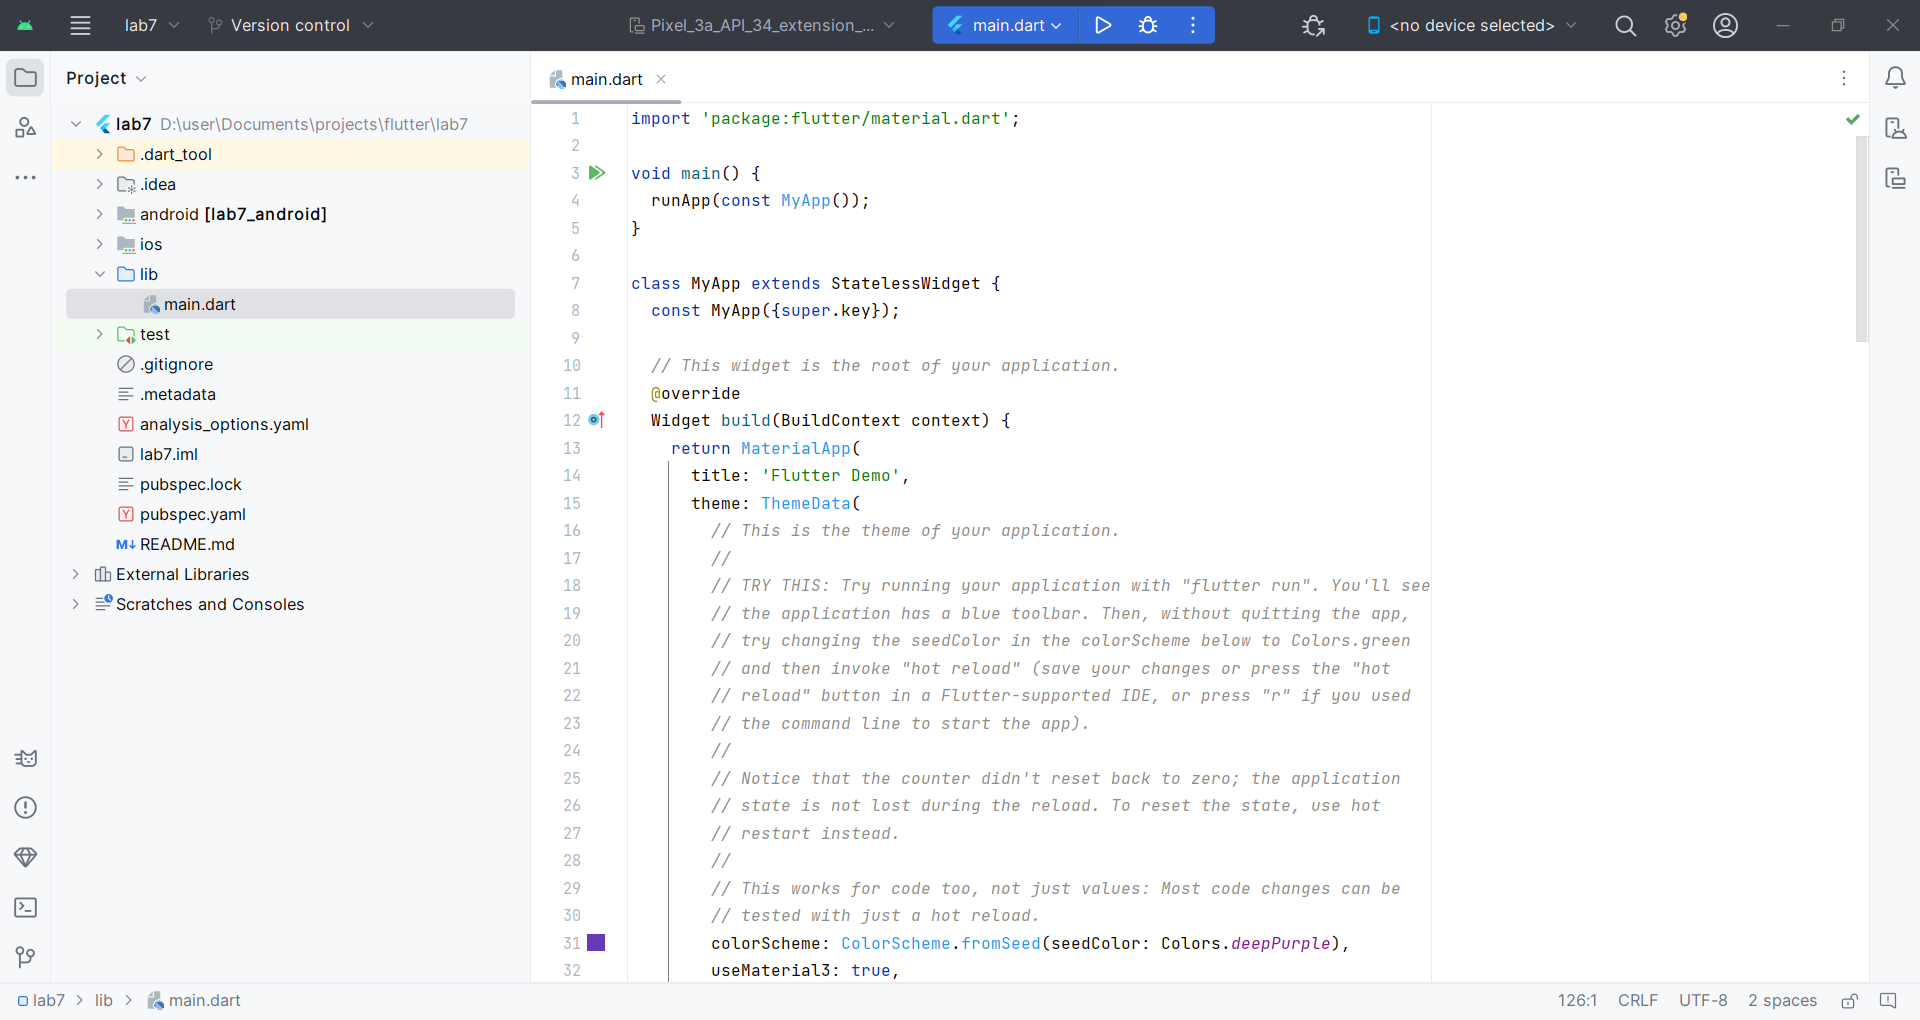 lab7
Version control
Pixel_3a_API_34_extension_...
main.dart
<no device selected>
Project
main.dart
lab7 D:\user\Documents\projects\flutter\lab7
.dart_tool
.idea
android [lab7_android]
ios
lib
main.dart
test
.gitignore
.metadata
Y analysis_options.yaml
lab7.iml
pubspec.lock
Y pubspec.yaml
M↓ README.md
External Libraries
Scratches and Consoles
1 import 'package:flutter/material.dart';
2
3 void main() {
4 runApp(const MyApp());
5 }
6
7 class MyApp extends StatelessWidget {
8 const MyApp({super.key});
9
10 // This widget is the root of your application.
11 @override
12 Widget build(BuildContext context) {
13 return MaterialApp(
14 title: 'Flutter Demo',
15 theme: ThemeData(
16 // This is the theme of your application.
17 //
18 // TRY THIS: Try running your application with "flutter run". You'll see
19 // the application has a blue toolbar. Then, without quitting the app,
20 // try changing the seedColor in the colorScheme below to Colors.green
21 // and then invoke "hot reload" (save your changes or press the "hot
22 // reload" button in a Flutter-supported IDE, or press "r" if you used
23 // the command line to start the app).
24 //
25 // Notice that the counter didn't reset back to zero; the application
26 // state is not lost during the reload. To reset the state, use hot
27 // restart instead.
28 //
29 // This works for code too, not just values: Most code changes can be
30 // tested with just a hot reload.
31 colorScheme: ColorScheme.fromSeed(seedColor: Colors.deepPurple),
32 useMaterial3: true,
lab7 > lib > main.dart
126:1 CRLF UTF-8 2 spaces